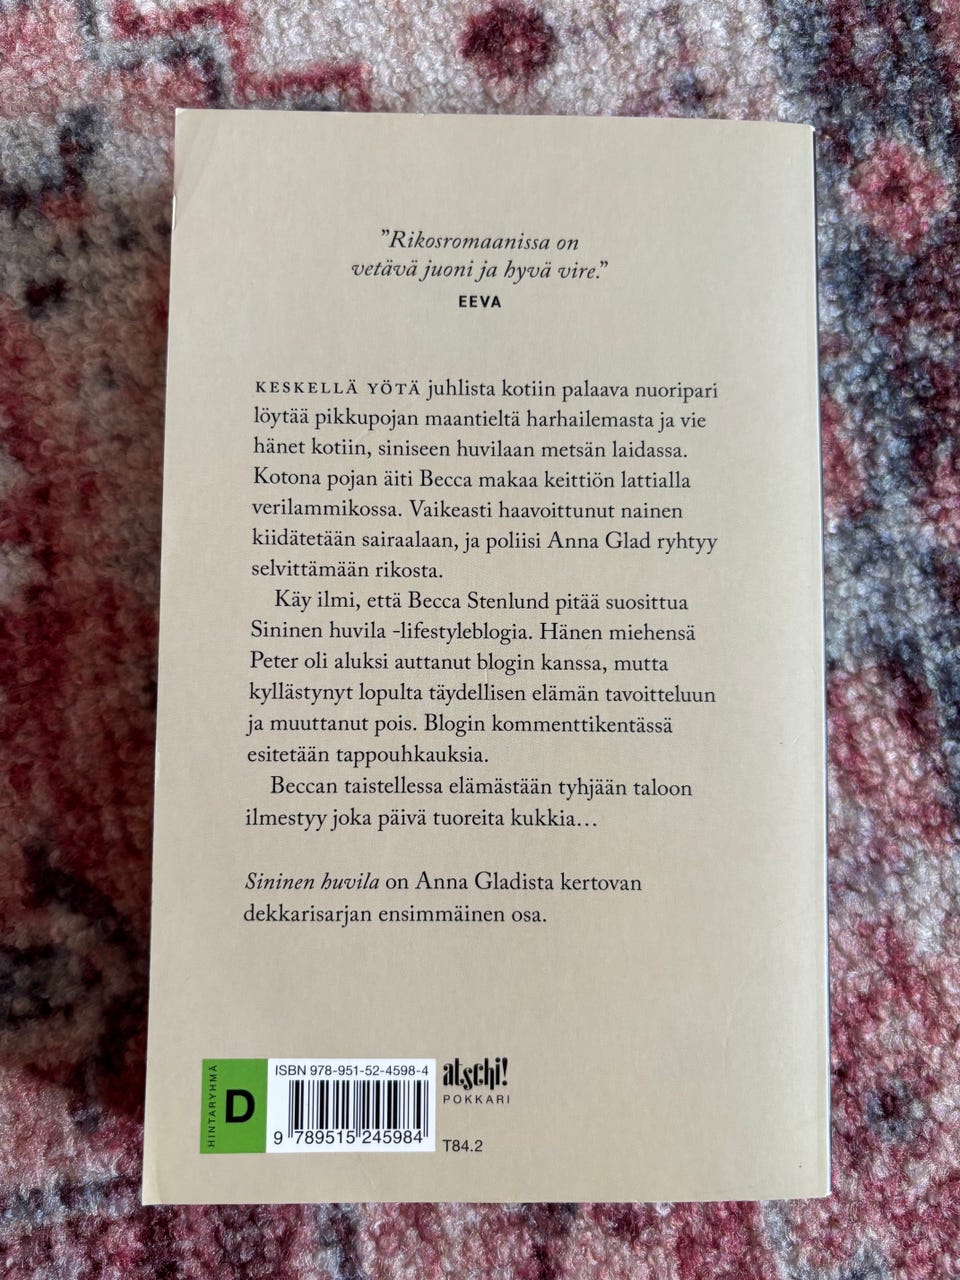 ”Rikosromaanissa on
vetävä juoni ja hyvä vire.”
EEVA
KESKELLÄ YÖTÄ juhlista kotiin palaava nuoripari
löytää pikkupojan maantieltä harhailemasta ja vie
hänet kotiin, siniseen huvilaan metsän laidassa.
Kotona pojan äiti Becca makaa keittiön lattialla
verilammikossa. Vaikeasti haavoittunut nainen
kiidätetään sairaalaan, ja poliisi Anna Glad ryhtyy
selvittämään rikosta.
Käy ilmi, että Becca Stenlund pitää suosittua
Sininen huvila -lifestyleblogia. Hänen miehensä
Peter oli aluksi auttanut blogin kanssa, mutta
kyllästynyt lopulta täydellisen elämän tavoitteluun
ja muuttanut pois. Blogin kommenttikentässä
esitetään tappouhkauksia.
Beccan taistellessa elämästään tyhjään taloon
ilmestyy joka päivä tuoreita kukkia…
Sininen huvila on Anna Gladista kertovan
dekkarisarjan ensimmäinen osa.
HINTARYHMÄ
D
ISBN 978-951-52-4598-4
9 789515 245984
atschi!
POKKARI
T84.2